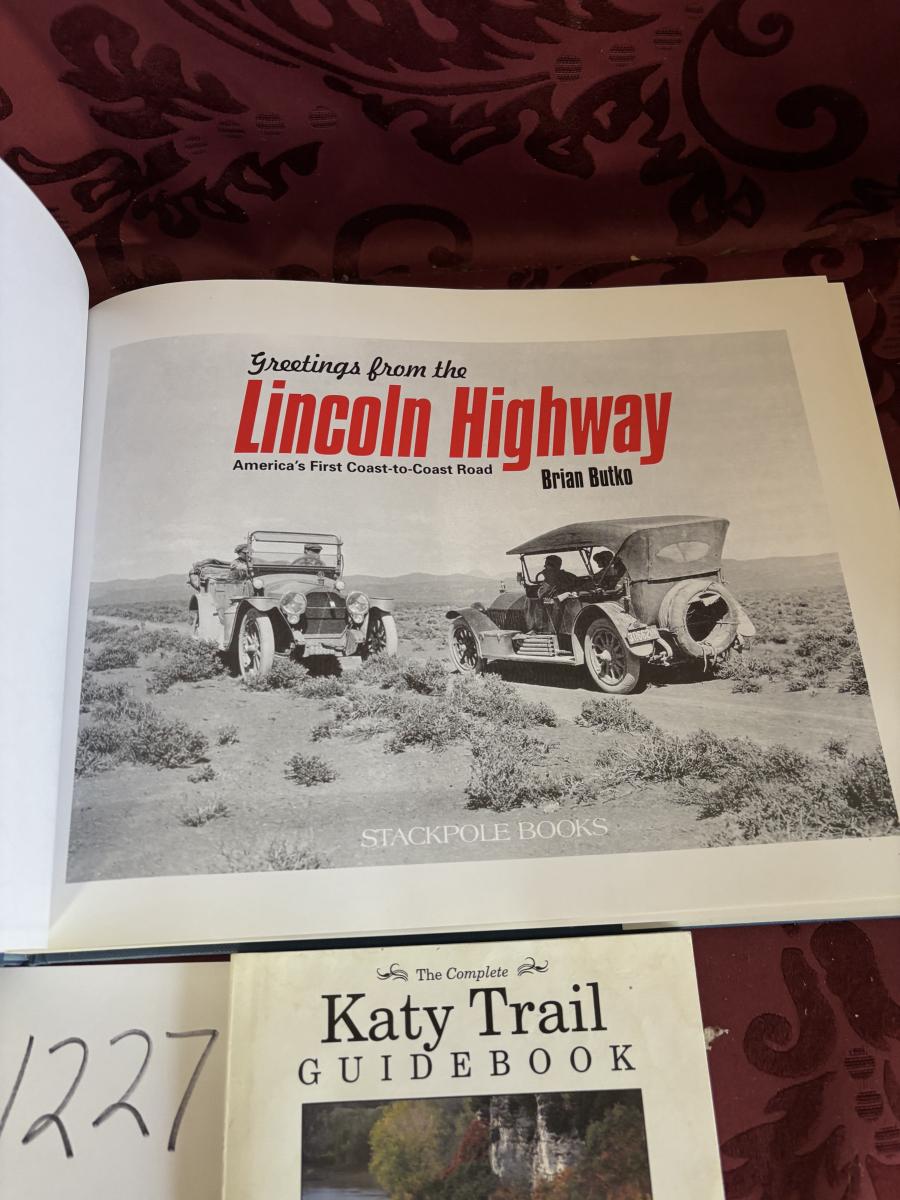 Greetings from the
Lincoln Highway
America's First Coast-to-Coast Road
Brian Butko
STACKPOLE BOOKS
The Complete
Katy Trail
GUIDEBOOK
1227